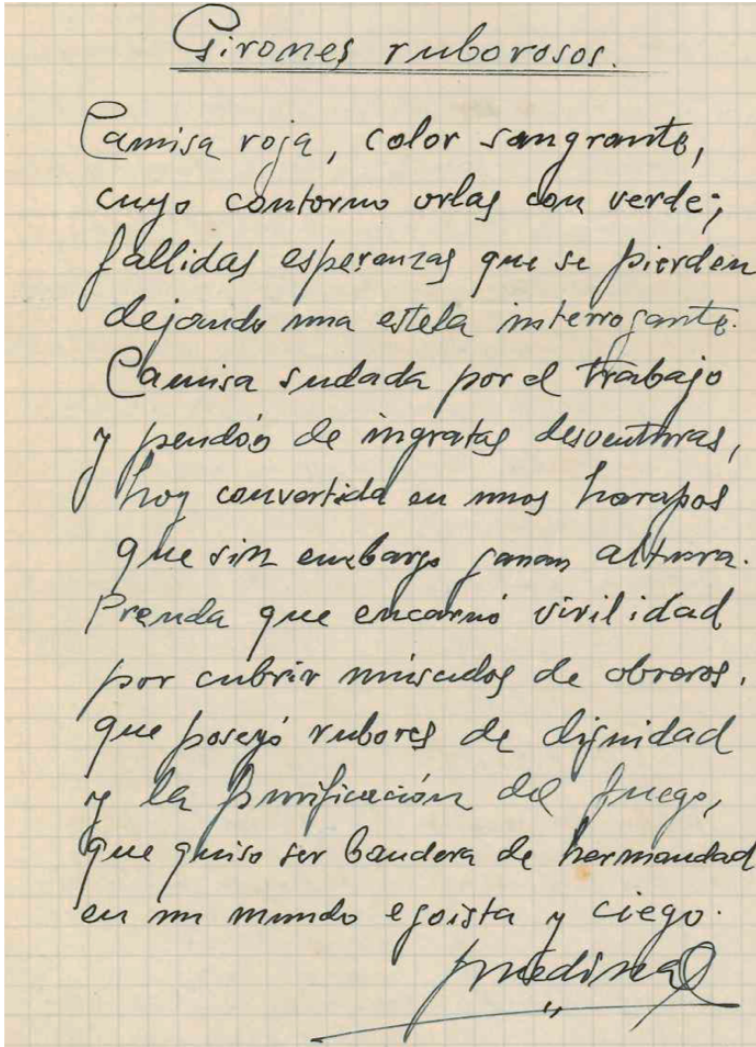 Girones ruborosos.
Camisa roja, color sangrante,
cuyo contorno orlas con verde;
fallidas esperanzas que se pierden
dejando una estela interrogante.
Camisa sudada por el trabajo
y pendón de ingratas desventuras,
hoy convertida en unos harapos
que sin embargo ganan altura.
Prenda que encarnó virilidad
por cubrir músculos de obreros,
que poseyó rubores de dignidad
y la purificación del fuego,
que quiso ser bandera de hermandad
en un mundo egoista y ciego.